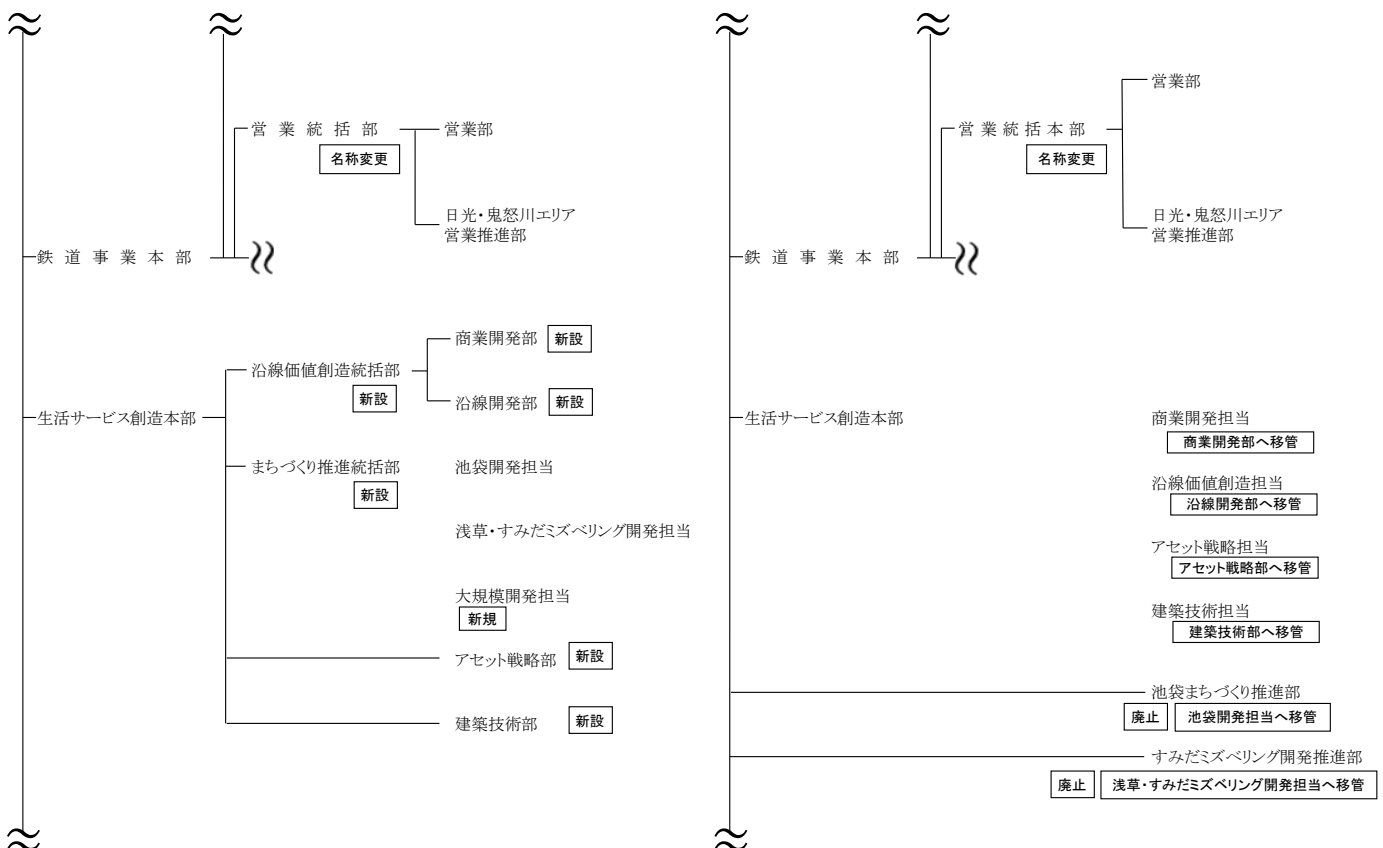 営業統括部
営業部
名称変更
日光・鬼怒川エリア
営業推進部
鉄道事業本部
商業開発部
新設
沿線価値創造統括部
新設
沿線開発部
新設
生活サービス創造本部
まちづくり推進統括部
新設
池袋開発担当
浅草・すみだミズベリング開発担当
大規模開発担当
新規
アセット戦略部
新設
建築技術部
新設
営業部
営業統括本部
名称変更
日光・鬼怒川エリア
営業推進部
鉄道事業本部
生活サービス創造本部
商業開発担当
商業開発部へ移管
沿線価値創造担当
沿線開発部へ移管
アセット戦略担当
アセット戦略部へ移管
建築技術担当
建築技術部へ移管
池袋まちづくり推進部
廃止
池袋開発担当へ移管
すみだミズベリング開発推進部
廃止
浅草・すみだミズベリング開発担当へ移管